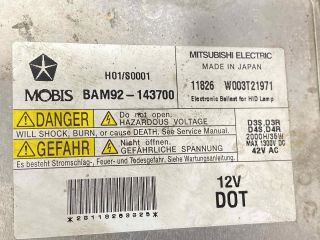 H01/S0001
MOBIS BAM92-143700
MITSUBISHI ELECTRIC
MADE IN JAPAN
11826 W003T21971
Electronic Ballast for HID Lamp
DANGER
Do not open.
HAZARDOUS VOLTAGE
WILL SHOCK, BURN, or cause DEATH. See Service Manual.
GEFAHR
Nicht öffnen.
GEFÄHRLICHE SPANNUNG
Es besteht Stromschlag-, Feuer- und Todesgefahr. Siehe Wartungsanleitung.
D3S,D3R
D4S,D4R
2000H/35W
MAX 1300V DC
42V AC
12V
DOT